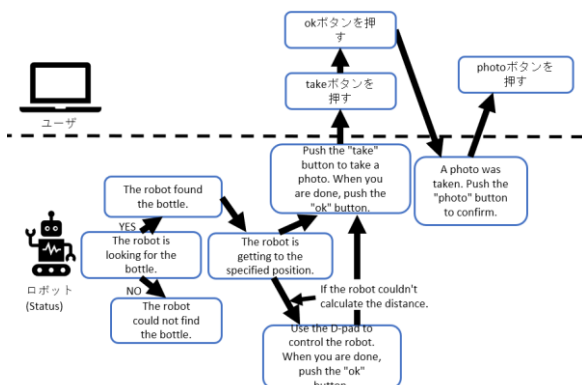 okボタンを押
す
takeボタンを
押す
photoボタンを
押す
ユーザ
Push the "take"
button to take a
photo. When you
are done, push the
"ok" button.
A photo was
taken. Push the
"photo" button
to confirm.
The robot found
the bottle.
YES
The robot is
looking for the
bottle.
NO
The robot
could not find
the bottle.
The robot is
getting to the
specified position.
If the robot couldn't
calculate the distance.
Use the D-pad to
control the robot.
When you are done,
push the "ok"
button.
ロボット
(Status)